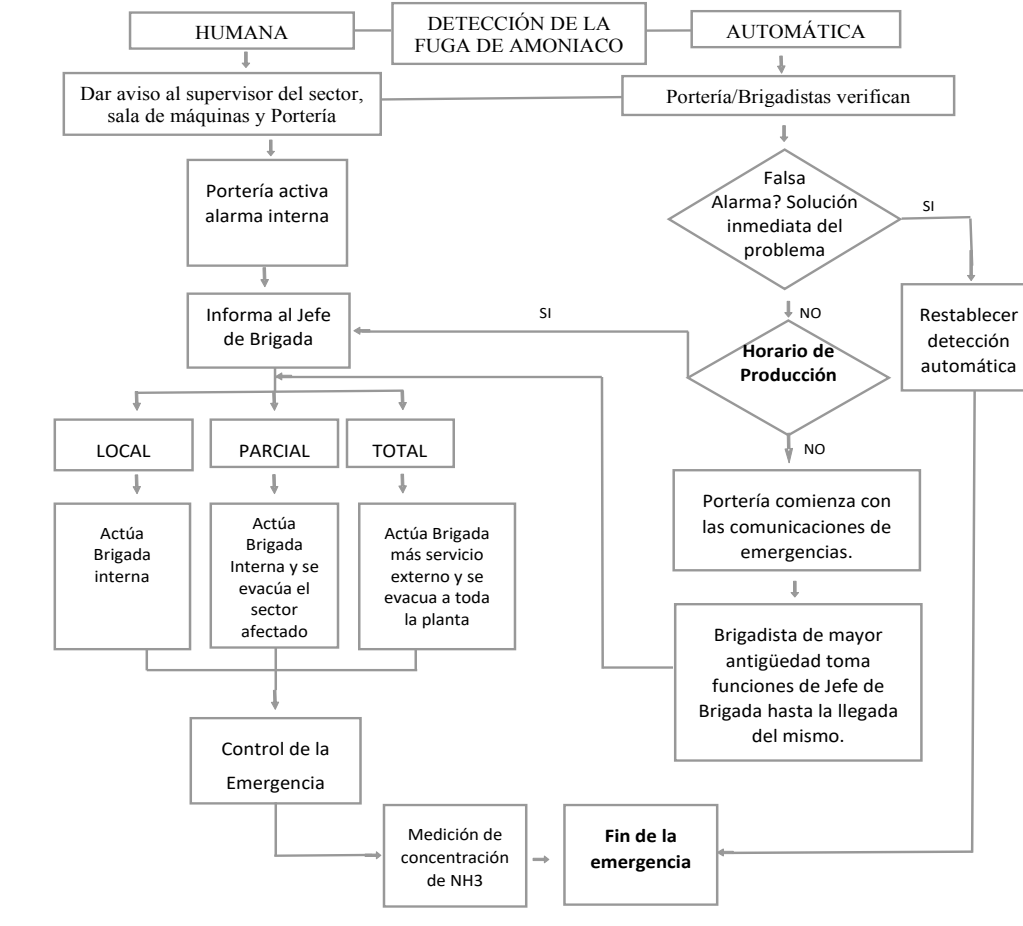 HUMANA
DETECCIÓN DE LA
FUGA DE AMONIACO
AUTOMÁTICA
Dar aviso al supervisor del sector,
sala de máquinas y Portería
Portería/Brigadistas verifican
Portería activa
alarma interna
Falsa
Alarma? Solución
inmediata del
problema
SI
Informa al Jefe
de Brigada
SI
NO
Restablecer
detección
automática
Horario de
Producción
NO
LOCAL
PARCIAL
TOTAL
Portería comienza con
las comunicaciones de
emergencias.
Actúa
Brigada
interna
Actúa
Brigada
Interna y se
evacúa el
sector
afectado
Actúa Brigada
más servicio
externo y se
evacua a toda
la planta
Brigadista de mayor
antigüedad toma
funciones de Jefe de
Brigada hasta la llegada
del mismo.
Control de la
Emergencia
Medición de
concentración
de NH3
Fin de la
emergencia